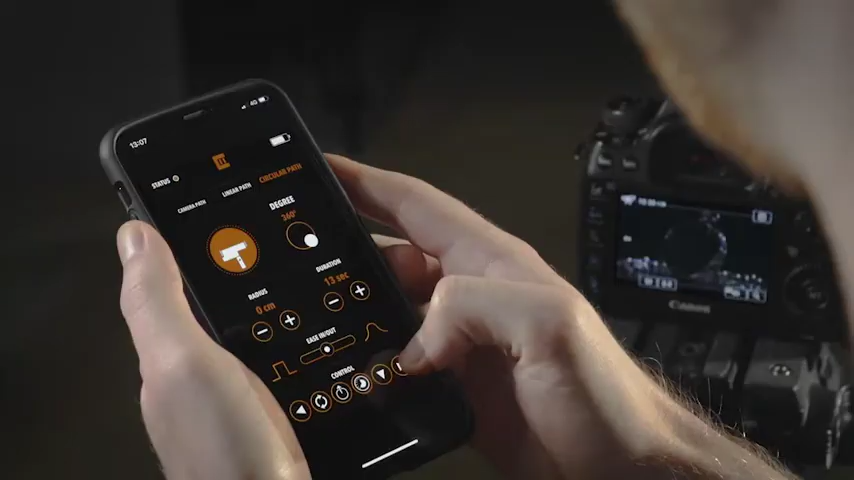 13:07
4G
STATUS
CAMERA PATH
LINEAR PATH
CIRCULAR PATH
DEGREE
360°
RADIUS
0 cm
DURATION
13 sec
EASE IN/OUT
CONTROL
Canon